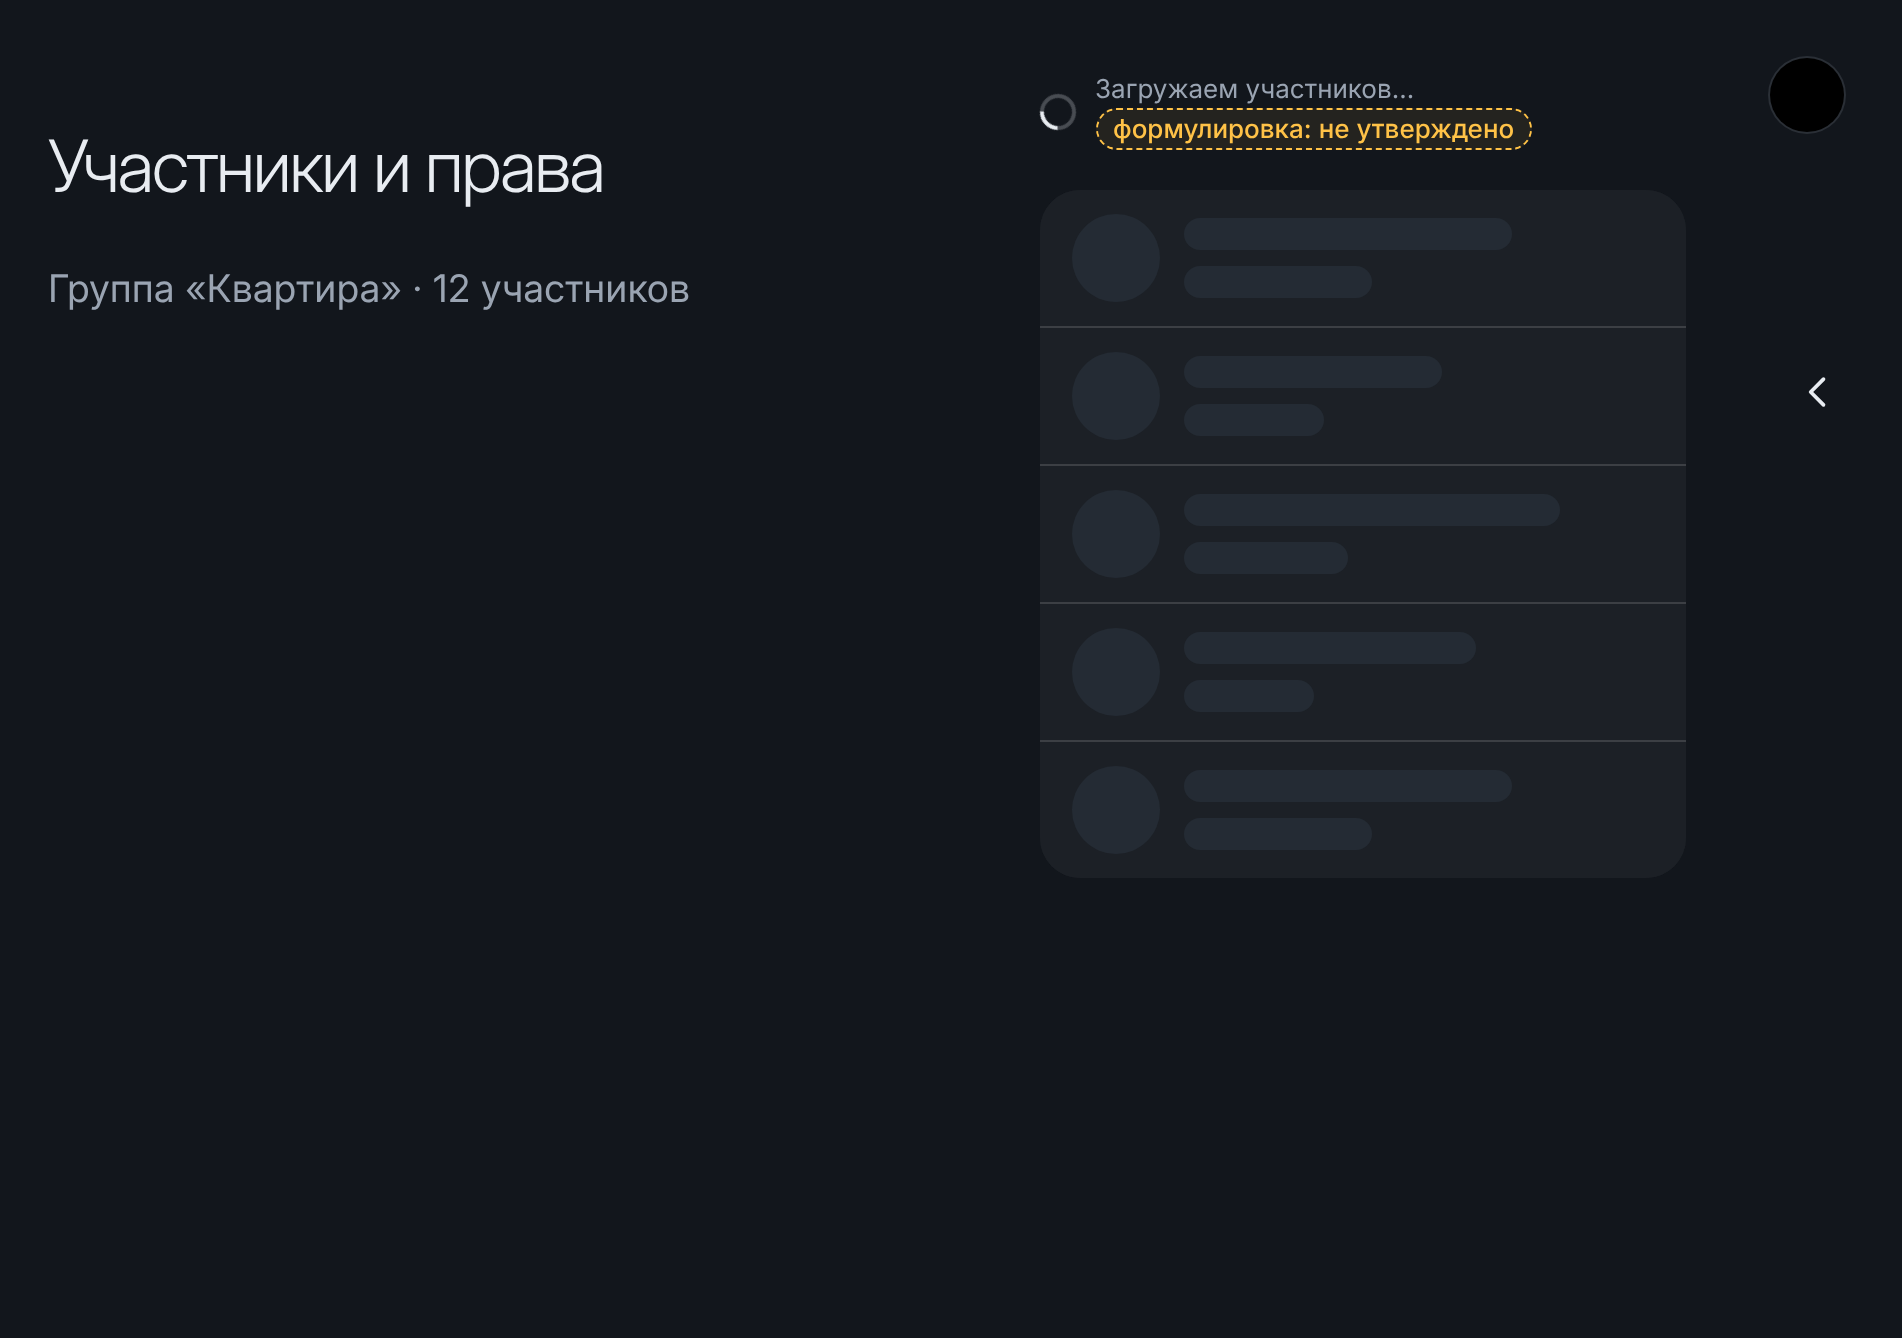 Участники и права
Группа «Квартира» · 12 участников
Загружаем участников...
формулировка: не утверждено